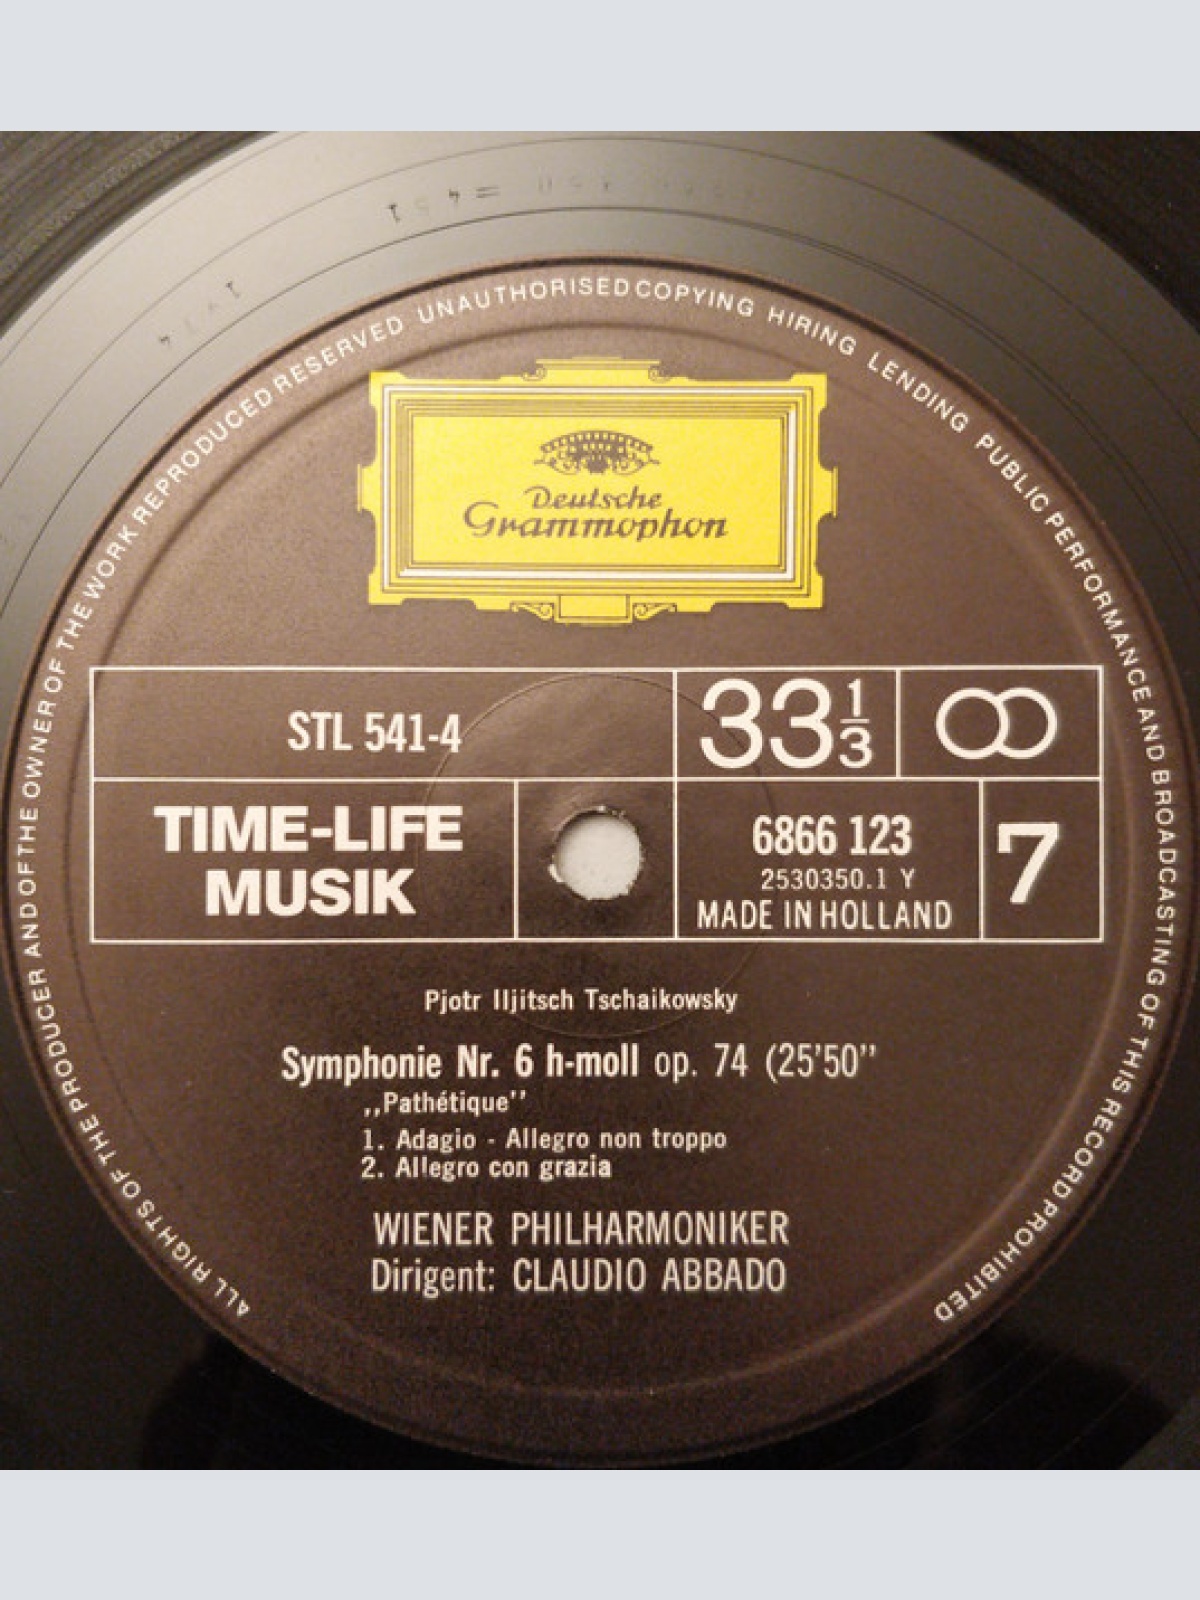 ALL RIGHTS OF THE PRODUCER AND OF THE OWNER OF THE WORK REPRODUCED RESERVED UNAUTHORISED COPYING HIRING LENDING PUBLIC PERFORMANCE AND BROADCASTING OF THIS RECORD PROHIBITED
Deutsche
Grammophon
STL 541-4
33 1/3
TIME-LIFE
MUSIK
6866 123
2530350.1 Y
MADE IN HOLLAND
7
Pjotr Iljitsch Tschaikowsky
Symphonie Nr. 6 h-moll op. 74 (25'50''
,,Pathétique''
1. Adagio - Allegro non troppo
2. Allegro con grazia
WIENER PHILHARMONIKER
Dirigent: CLAUDIO ABBADO